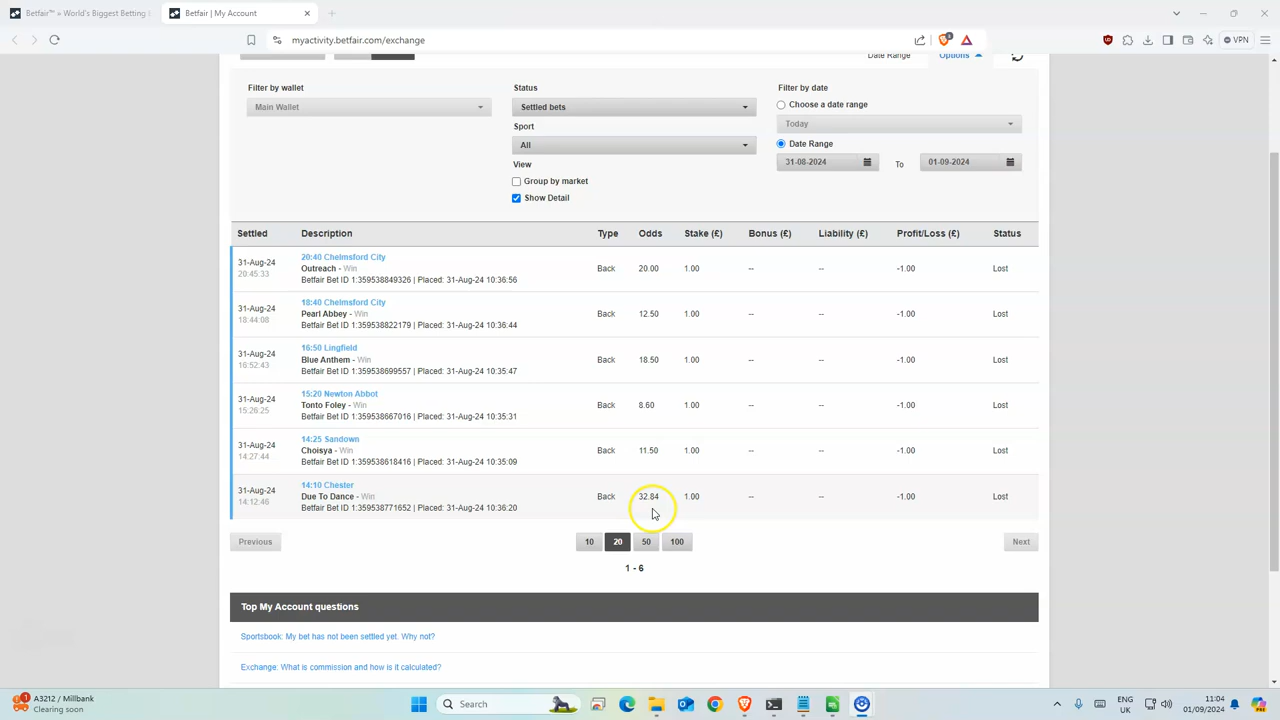 Betfair™ » World's Biggest Betting
Betfair | My Account
myactivity.betfair.com/exchange
VPN
Date Range
Options
Filter by wallet
Main Wallet
Status
Settled bets
Sport
All
View
Group by market
Show Detail
Filter by date
Choose a date range
Today
Date Range
31-08-2024
To
01-09-2024
Settled Description Type Odds Stake (£) Bonus (£) Liability (£) Profit/Loss (£) Status
31-Aug-24
20:45:33
20:40 Chelmsford City
Outreach - Win
Betfair Bet ID 1:359538849326 | Placed: 31-Aug-24 10:36:56
Back 20.00 1.00 -- -- -1.00 Lost
31-Aug-24
18:44:08
18:40 Chelmsford City
Pearl Abbey - Win
Betfair Bet ID 1:359538822179 | Placed: 31-Aug-24 10:36:44
Back 12.50 1.00 -- -- -1.00 Lost
31-Aug-24
16:52:43
16:50 Lingfield
Blue Anthem - Win
Betfair Bet ID 1:359538699557 | Placed: 31-Aug-24 10:35:47
Back 18.50 1.00 -- -- -1.00 Lost
31-Aug-24
15:26:25
15:20 Newton Abbot
Tonto Foley - Win
Betfair Bet ID 1:359538667016 | Placed: 31-Aug-24 10:35:31
Back 8.60 1.00 -- -- -1.00 Lost
31-Aug-24
14:27:44
14:25 Sandown
Choisya - Win
Betfair Bet ID 1:359538618416 | Placed: 31-Aug-24 10:35:09
Back 11.50 1.00 -- -- -1.00 Lost
31-Aug-24
14:12:46
14:10 Chester
Due To Dance - Win
Betfair Bet ID 1:359538771652 | Placed: 31-Aug-24 10:36:20
Back 32.84 1.00 -- -- -1.00 Lost
Previous
10 20 50 100
Next
1 - 6
Top My Account questions
Sportsbook: My bet has not been settled yet. Why not?
Exchange: What is commission and how is it calculated?
A3212 / Millbank
Clearing soon
Search
ENG
UK
11:04
01/09/2024